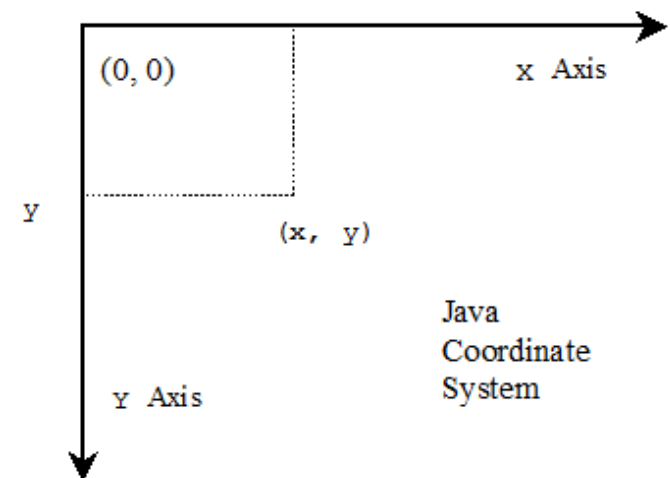 (0, 0)
x Axis
y
(x, y)
Java
Coordinate
System
Y Axis